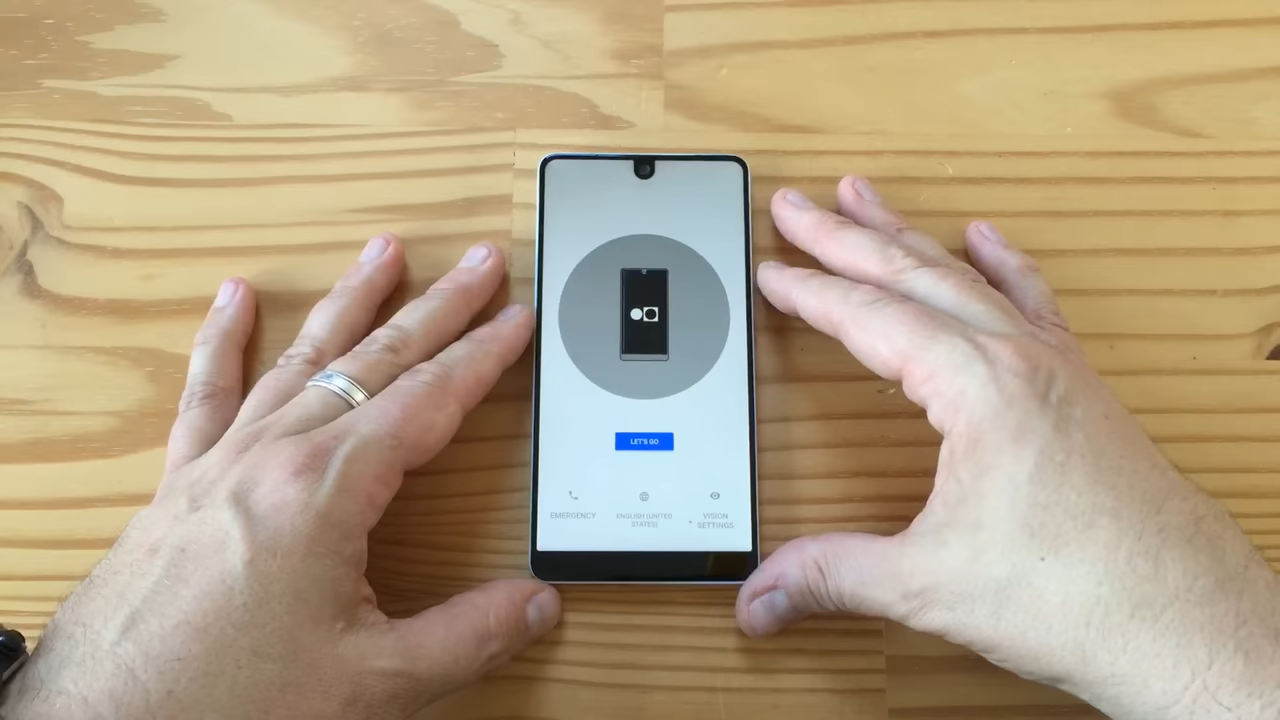 LET'S GO
EMERGENCY
ENGLISH (UNITED
STATES)
VISION
SETTINGS